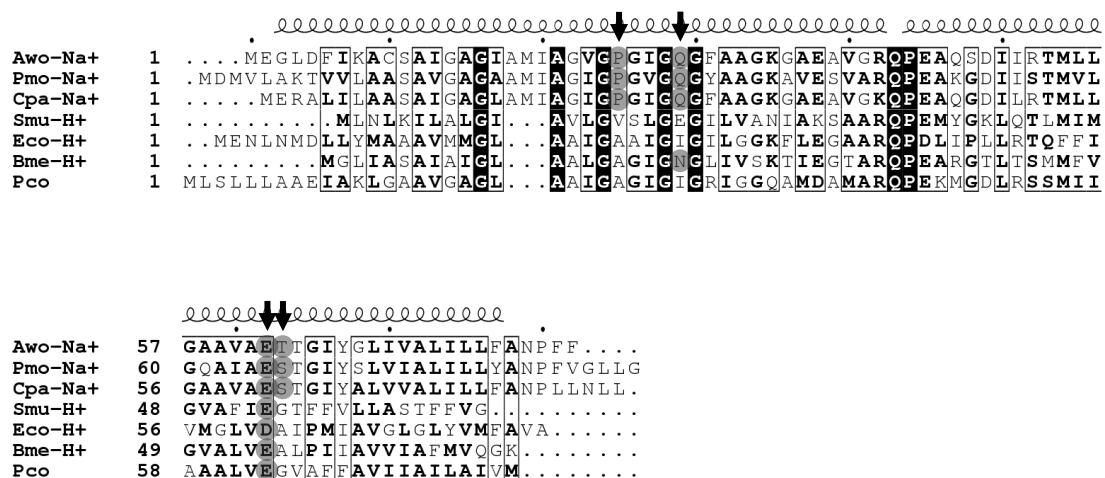 Awo-Na+ 1 ....MEGLDFIKACSAIGAGIAMIAGVGPGIGQGFAAGKGAEAVGRQPEAQSDIIRTMLL
Pmo-Na+ 1 .MDMVLAKTVVLAASAVGAGAAMIAGIGPGVGQGYAAGKAVESVARQPEAKGDIISTMVL
Cpa-Na+ 1 .....MERALILAASAIGAGLAMIAGIGPGIGQGFAAGKGAEAVGKQPEAQGDILRTMLL
Smu-H+ 1 ..........MLNLKILALGI...AVLGVSLGEGILVANIAKSAARQPEMYGKLQTLMIM
Eco-H+ 1 ..MENLNMDLLYMAAAVMMGL...AAIGAAIGIGILGGKFLEGAARQPDLIPLLRTQFFI
Bme-H+ 1 .........MGLIASAIAIGL...AALGAGIGNGLIVSKTIEGTARQPEARGTLTSMMFV
Pco 1 MLSLLLAAEIAKLGAAVGAGL...AAIGAGIGIGRIGGQAMDAMARQPEKMGDLRSSMII
Awo-Na+ 57 GAAVAETTGIYGLIVALILLFANPFF....
Pmo-Na+ 60 GQAIAESTGIYSLVIALILLYANPFVGLLG
Cpa-Na+ 56 GAAVAESTGIYALVVALILLFANPLLNLL.
Smu-H+ 48 GVAFIEGTFFVLLASTFFVG..........
Eco-H+ 56 VMGLVDAIPMIAVGLGLYVMFAVA......
Bme-H+ 49 GVALVEALPIIAVVIAFMVQGK........
Pco 58 AAALVEGVAFFAVIIAILAIVM........